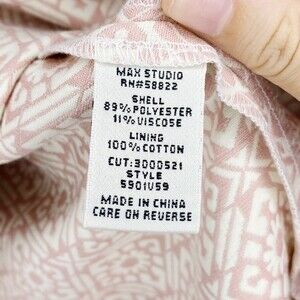 MAX STUDIO
RN#58822
SHELL
89%POLYESTER
11%VISCOSE
LINING
100%COTTON
CUT:3000521
STYLE
5901U59
MADE IN CHINA
CARE ON REVERSE